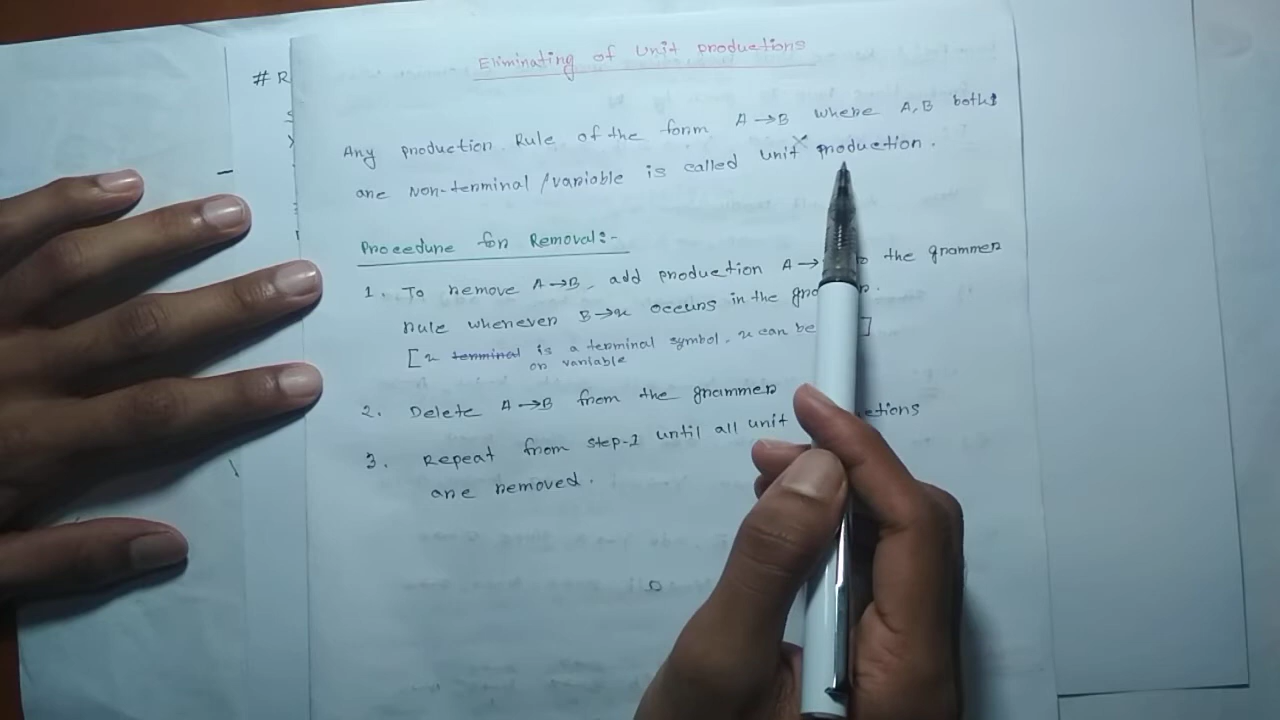 # R
Eliminating of Unit productions
Any production Rule of the form A→B where A,B both
are Non-terminal/variable is called unit production.
Procedure for Removal:-
1. To remove A→B, add production A→ the grammer
rule whenever B→x occurs in the
[x terminal is a terminal symbol. x can be ]
or variable
2. Delete A→B from the grammer
3. Repeat from step-1 until all unit
are removed.